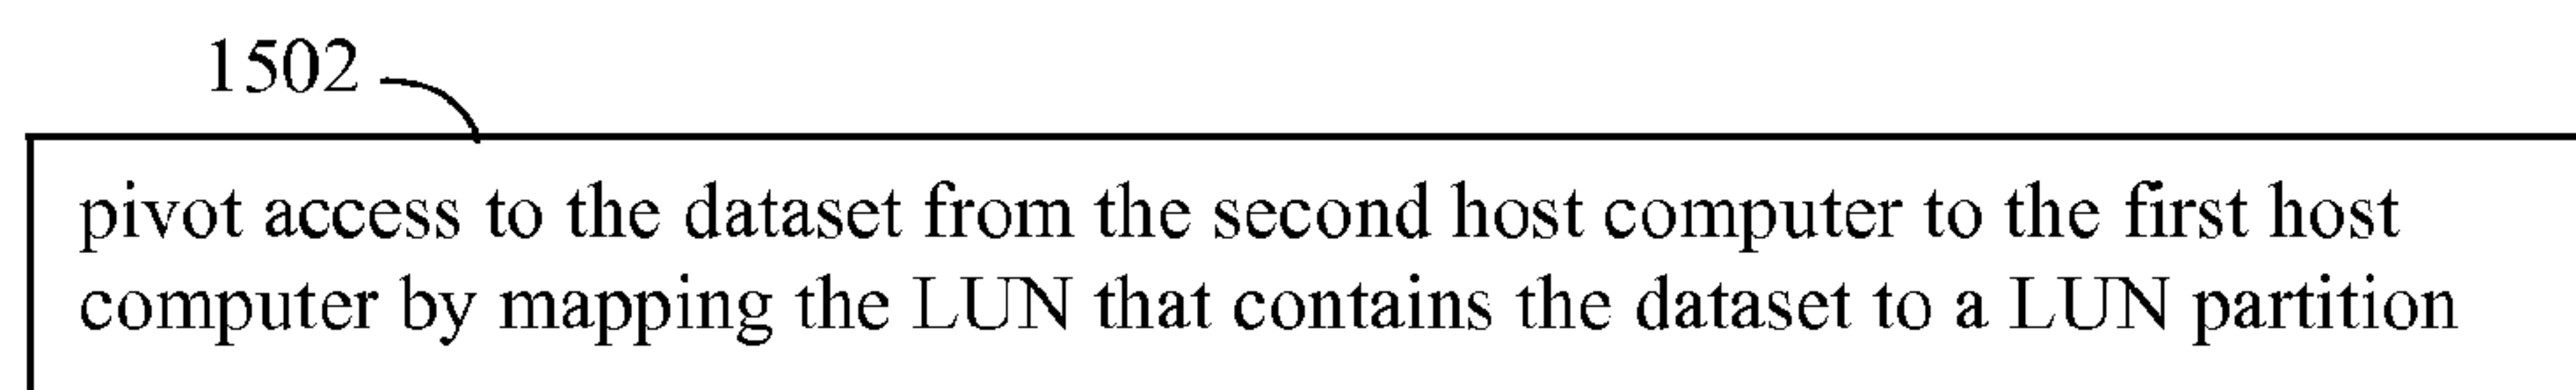 1502
pivot access to the dataset from the second host computer to the first host
computer by mapping the LUN that contains the dataset to a LUN partition